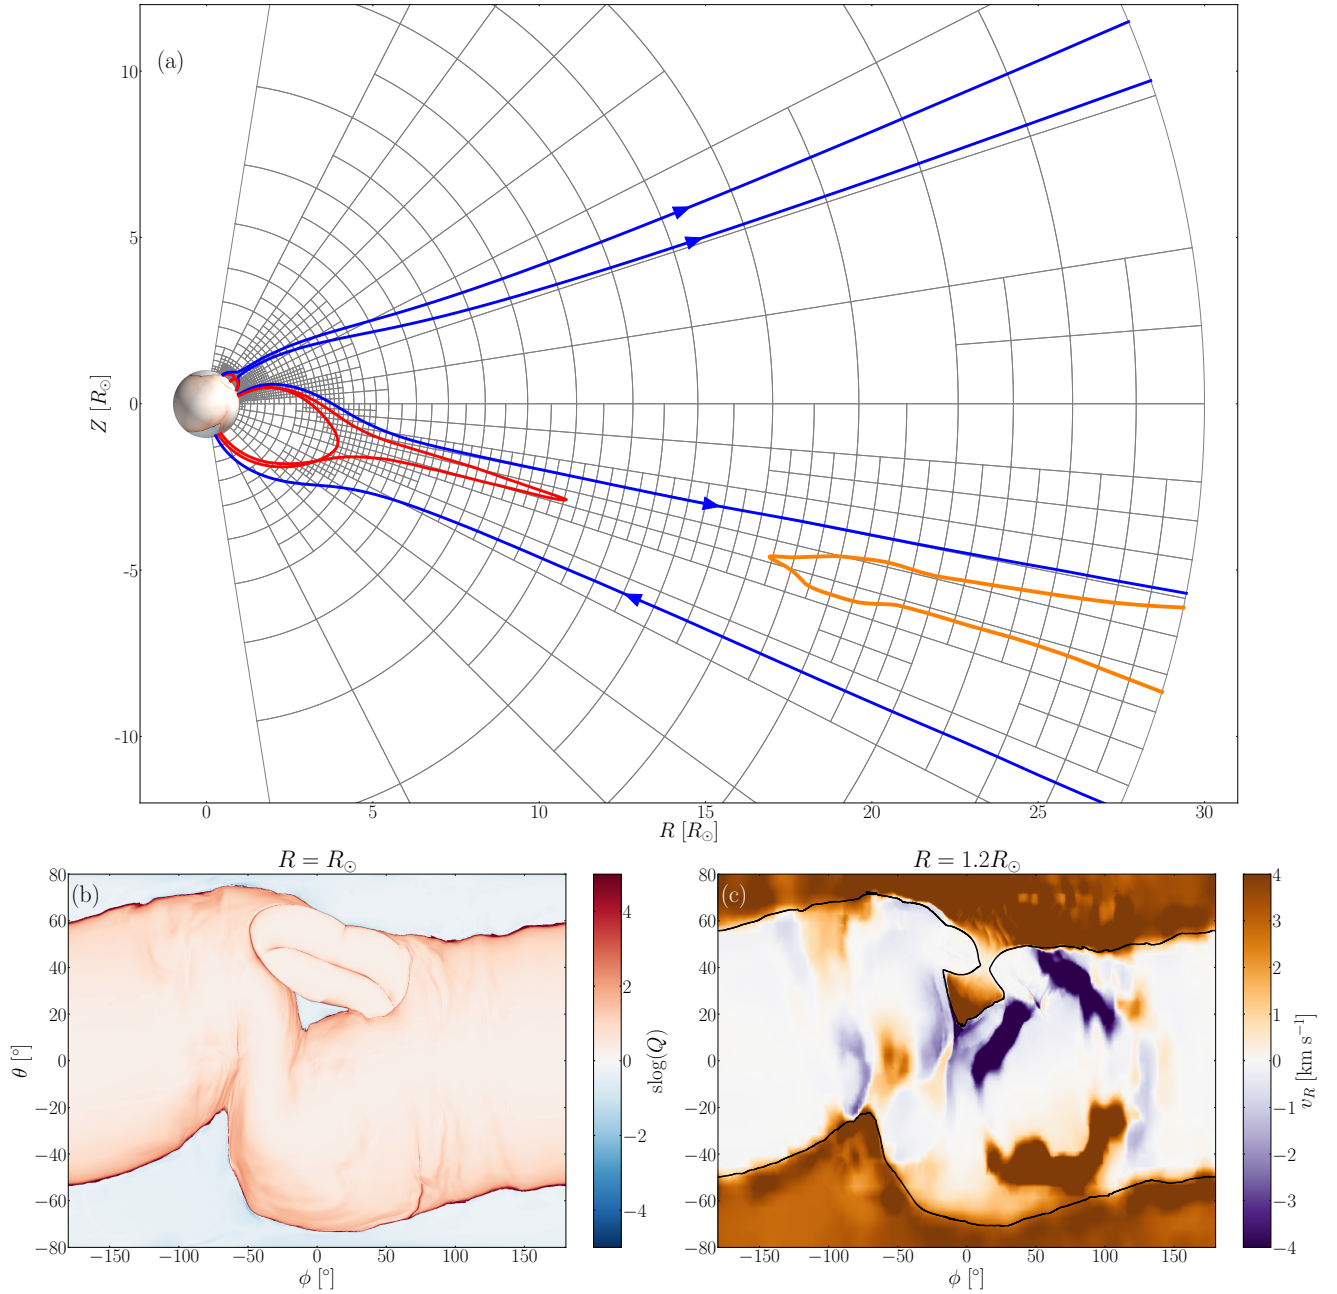 (a)
10
5
0
-5
-10
Z [R☉]
0 5 10 15 20 25 30
R [R☉]
R = R☉
(b)
80
60
40
20
0
−20
−40
−60
−80
θ [°]
−150 −100 −50 0 50 100 150
φ [°]
4
2
0
−2
−4
slog(Q)
R = 1.2R☉
(c)
80
60
40
20
0
−20
−40
−60
−80
−150 −100 −50 0 50 100 150
φ [°]
4
3
2
1
0
−1
−2
−3
−4
v_R [km s⁻¹]